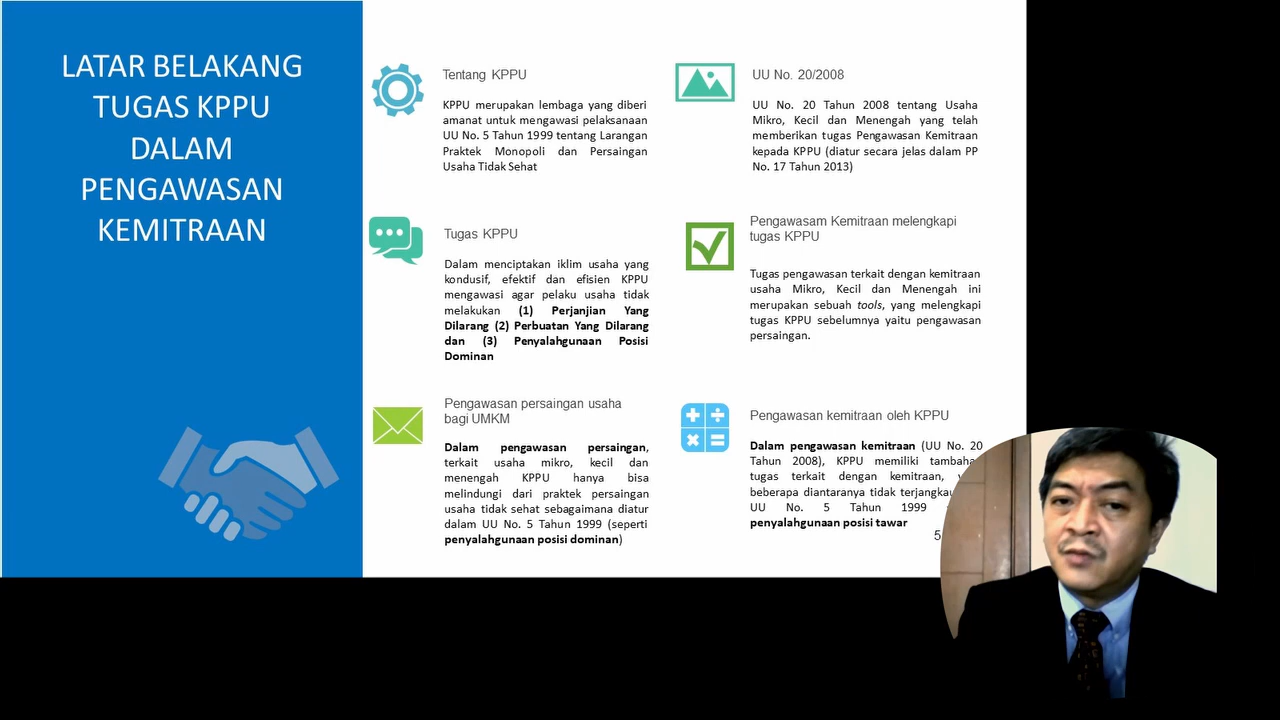 LATAR BELAKANG
TUGAS KPPU
DALAM
PENGAWASAN
KEMITRAAN
Tentang KPPU
KPPU merupakan lembaga yang diberi
amanat untuk mengawasi pelaksanaan
UU No. 5 Tahun 1999 tentang Larangan
Praktek Monopoli dan Persaingan
Usaha Tidak Sehat
UU No. 20/2008
UU No. 20 Tahun 2008 tentang Usaha
Mikro, Kecil dan Menengah yang telah
memberikan tugas Pengawasan Kemitraan
kepada KPPU (diatur secara jelas dalam PP
No. 17 Tahun 2013)
Tugas KPPU
Dalam menciptakan iklim usaha yang
kondusif, efektif dan efisien KPPU
mengawasi agar pelaku usaha tidak
melakukan (1) Perjanjian Yang
Dilarang (2) Perbuatan Yang Dilarang
dan (3) Penyalahgunaan Posisi
Dominan
Pengawasam Kemitraan melengkapi
tugas KPPU
Tugas pengawasan terkait dengan kemitraan
usaha Mikro, Kecil dan Menengah ini
merupakan sebuah tools, yang melengkapi
tugas KPPU sebelumnya yaitu pengawasan
persaingan.
Pengawasan persaingan usaha
bagi UMKM
Dalam pengawasan persaingan,
terkait usaha mikro, kecil dan
menengah KPPU hanya bisa
melindungi dari praktek persaingan
usaha tidak sehat sebagaimana diatur
dalam UU No. 5 Tahun 1999 (seperti
penyalahgunaan posisi dominan)
Pengawasan kemitraan oleh KPPU
Dalam pengawasan kemitraan (UU No. 20
Tahun 2008), KPPU memiliki
tugas terkait dengan kemitraan,
beberapa diantaranya tidak
UU No. 5 Tahun 1999
penyalahgunaan posisi tawar
5